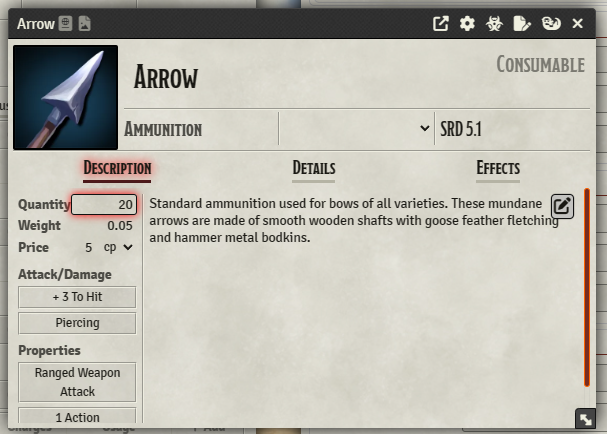 Arrow
ARROW
CONSUMABLE
AMMUNITION
SRD 5.1
DESCRIPTION
DETAILS
EFFECTS
Quantity 20
Weight 0.05
Price 5 cp
Attack/Damage
+ 3 To Hit
Piercing
Properties
Ranged Weapon
Attack
1 Action
Standard ammunition used for bows of all varieties. These mundane
arrows are made of smooth wooden shafts with goose feather fletching
and hammer metal bodkins.